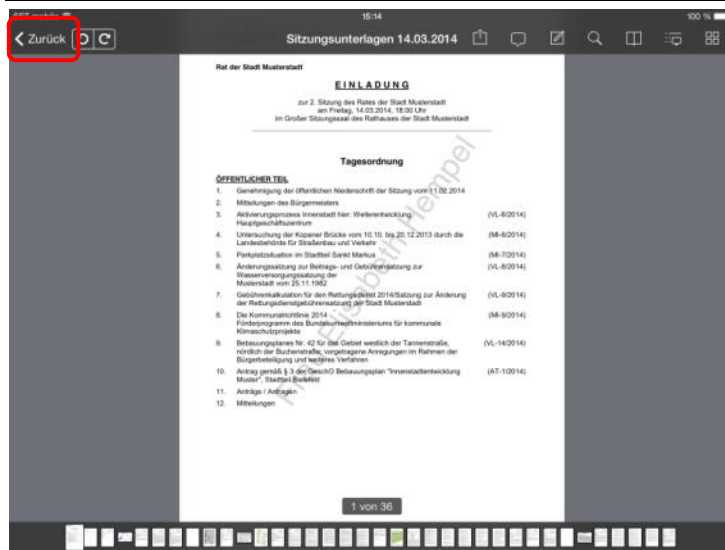 15:14
100 %
Zurück
Sitzungsunterlagen 14.03.2014
Rat der Stadt Musterstadt
EINLADUNG
zur 2. Sitzung des Rates der Stadt Musterstadt
am Freitag, 14.03.2014, 18:00 Uhr
im Großer Sitzungssaal des Rathauses der Stadt Musterstadt
Tagesordnung
ÖFFENTLICHER TEIL
1. Genehmigung der öffentlichen Niederschrift der Sitzung vom 11.02.2014
2. Mitteilungen des Bürgermeisters
3. Aktivierungsprozess Innenstadt hier: Weiterentwicklung (VL-6/2014)
Hauptgeschäftszentrum
4. Untersuchung der Kopaner Brücke vom 10.10. bis 20.12.2013 durch die (MI-6/2014)
Landesbehörde für Straßenbau und Verkehr
5. Parkplatzsituation im Stadtteil Sankt Markus (MI-7/2014)
6. Änderungssatzung zur Beitrags- und Gebührensatzung zur (VL-8/2014)
Wasserversorgungssatzung der
Musterstadt vom 25.11.1982
7. Gebührenkalkulation für den Rettungsdienst 2014/Satzung zur Änderung (VL-9/2014)
der Rettungsdienstgebührensatzung der Stadt Musterstadt
8. Die Kommunalrichtlinie 2014 (MI-9/2014)
Förderprogramm des Bundesumweltministeriums für kommunale
Klimaschutzprojekte
9. Bebauungsplanes Nr. 42 für das Gebiet westlich der Tannenstraße, (VL-14/2014)
nördlich der Buchenstraße, vorgetragene Anregungen im Rahmen der
Bürgerbeteiligung und weiteres Verfahren
10. Antrag gemäß § 3 der GeschO Bebauungsplan "Innenstadtentwicklung (AT-1/2014)
Muster", Stadtteil Bielefeld
11. Anträge / Anfragen
12. Mitteilungen
Frau Elisabeth Hempel
1 von 36